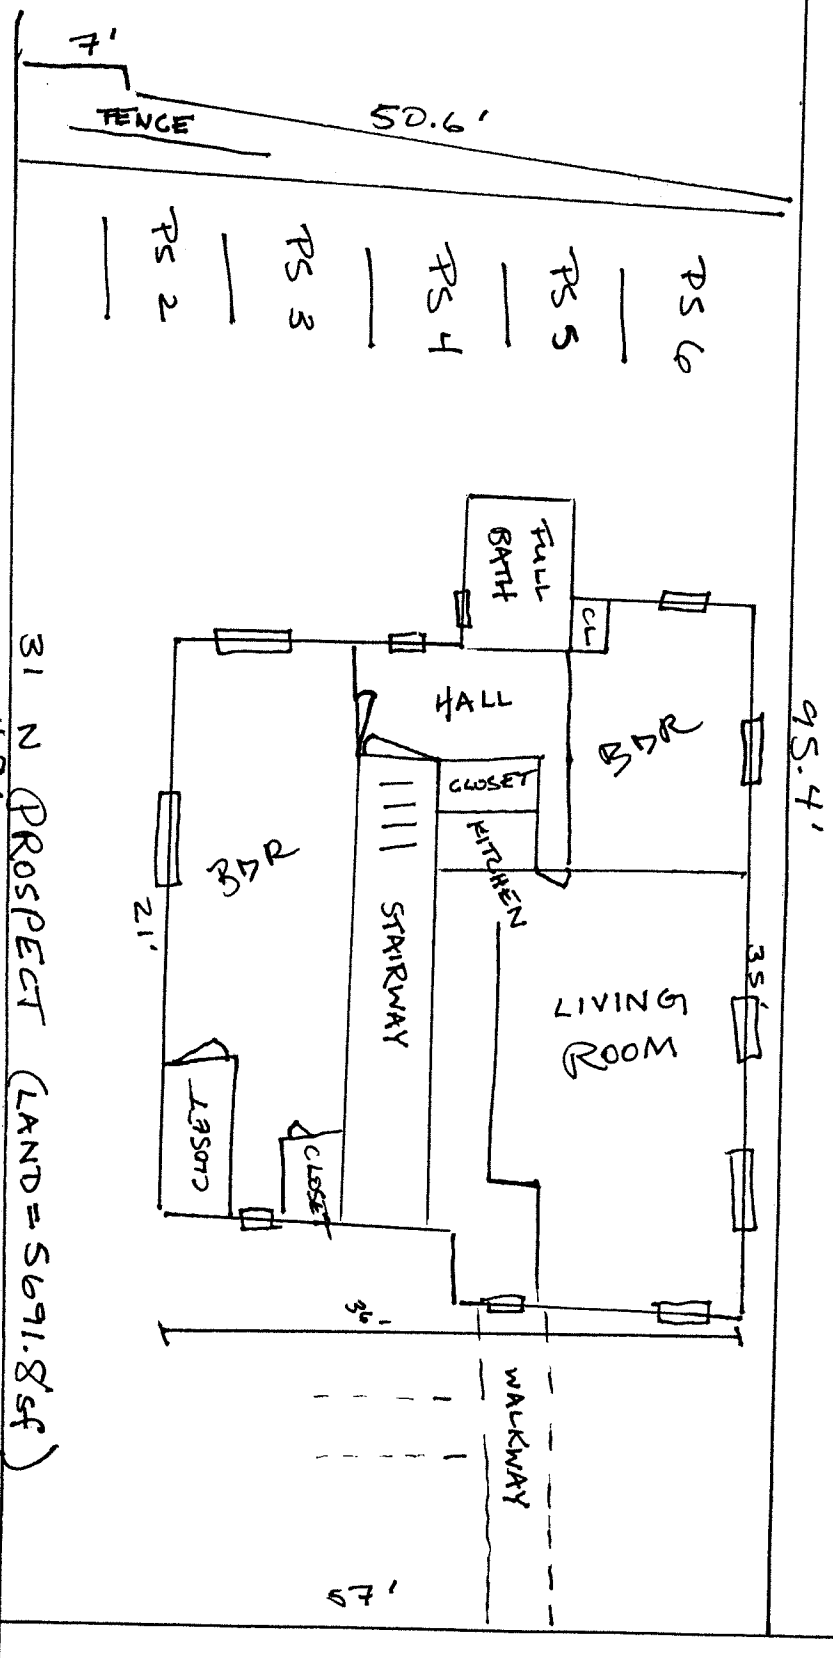 7'
FENCE
50.6'
PS 2
PS 3
PS 4
PS 5
PS 6
FULL
BATH
CL
HALL
BDR
95.4'
CLOSET
KITCHEN
BDR
21'
STAIRWAY
LIVING
ROOM
35'
CLOSET
CLOSET
36'
WALKWAY
57'
31 N PROSPECT (LAND = 5691.8 sf)